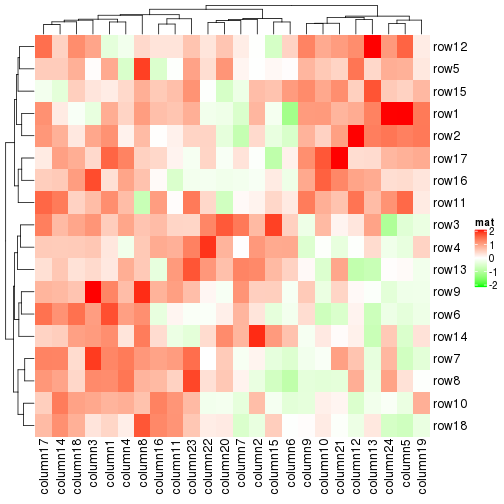 row12
row5
row15
row1
row2
row17
row16
row11
row3
row4
row13
row9
row6
row14
row7
row8
row10
row18
mat
2
1
0
-1
-2
column17
column14
column18
column3
column1
column4
column8
column16
column11
column23
column22
column20
column7
column2
column15
column6
column9
column10
column21
column12
column13
column24
column5
column19